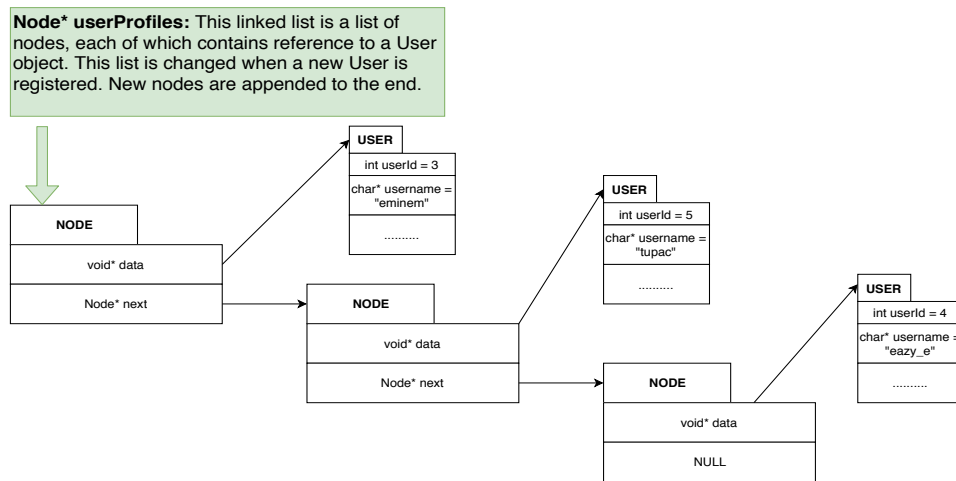 Node* userProfiles: This linked list is a list of
nodes, each of which contains reference to a User
object. This list is changed when a new User is
registered. New nodes are appended to the end.
USER
int userId = 3
char* username =
"eminem"
..........
NODE
void* data
Node* next
USER
int userId = 5
char* username =
"tupac"
..........
NODE
void* data
Node* next
USER
int userId = 4
char* username =
"eazy_e"
..........
NODE
void* data
NULL